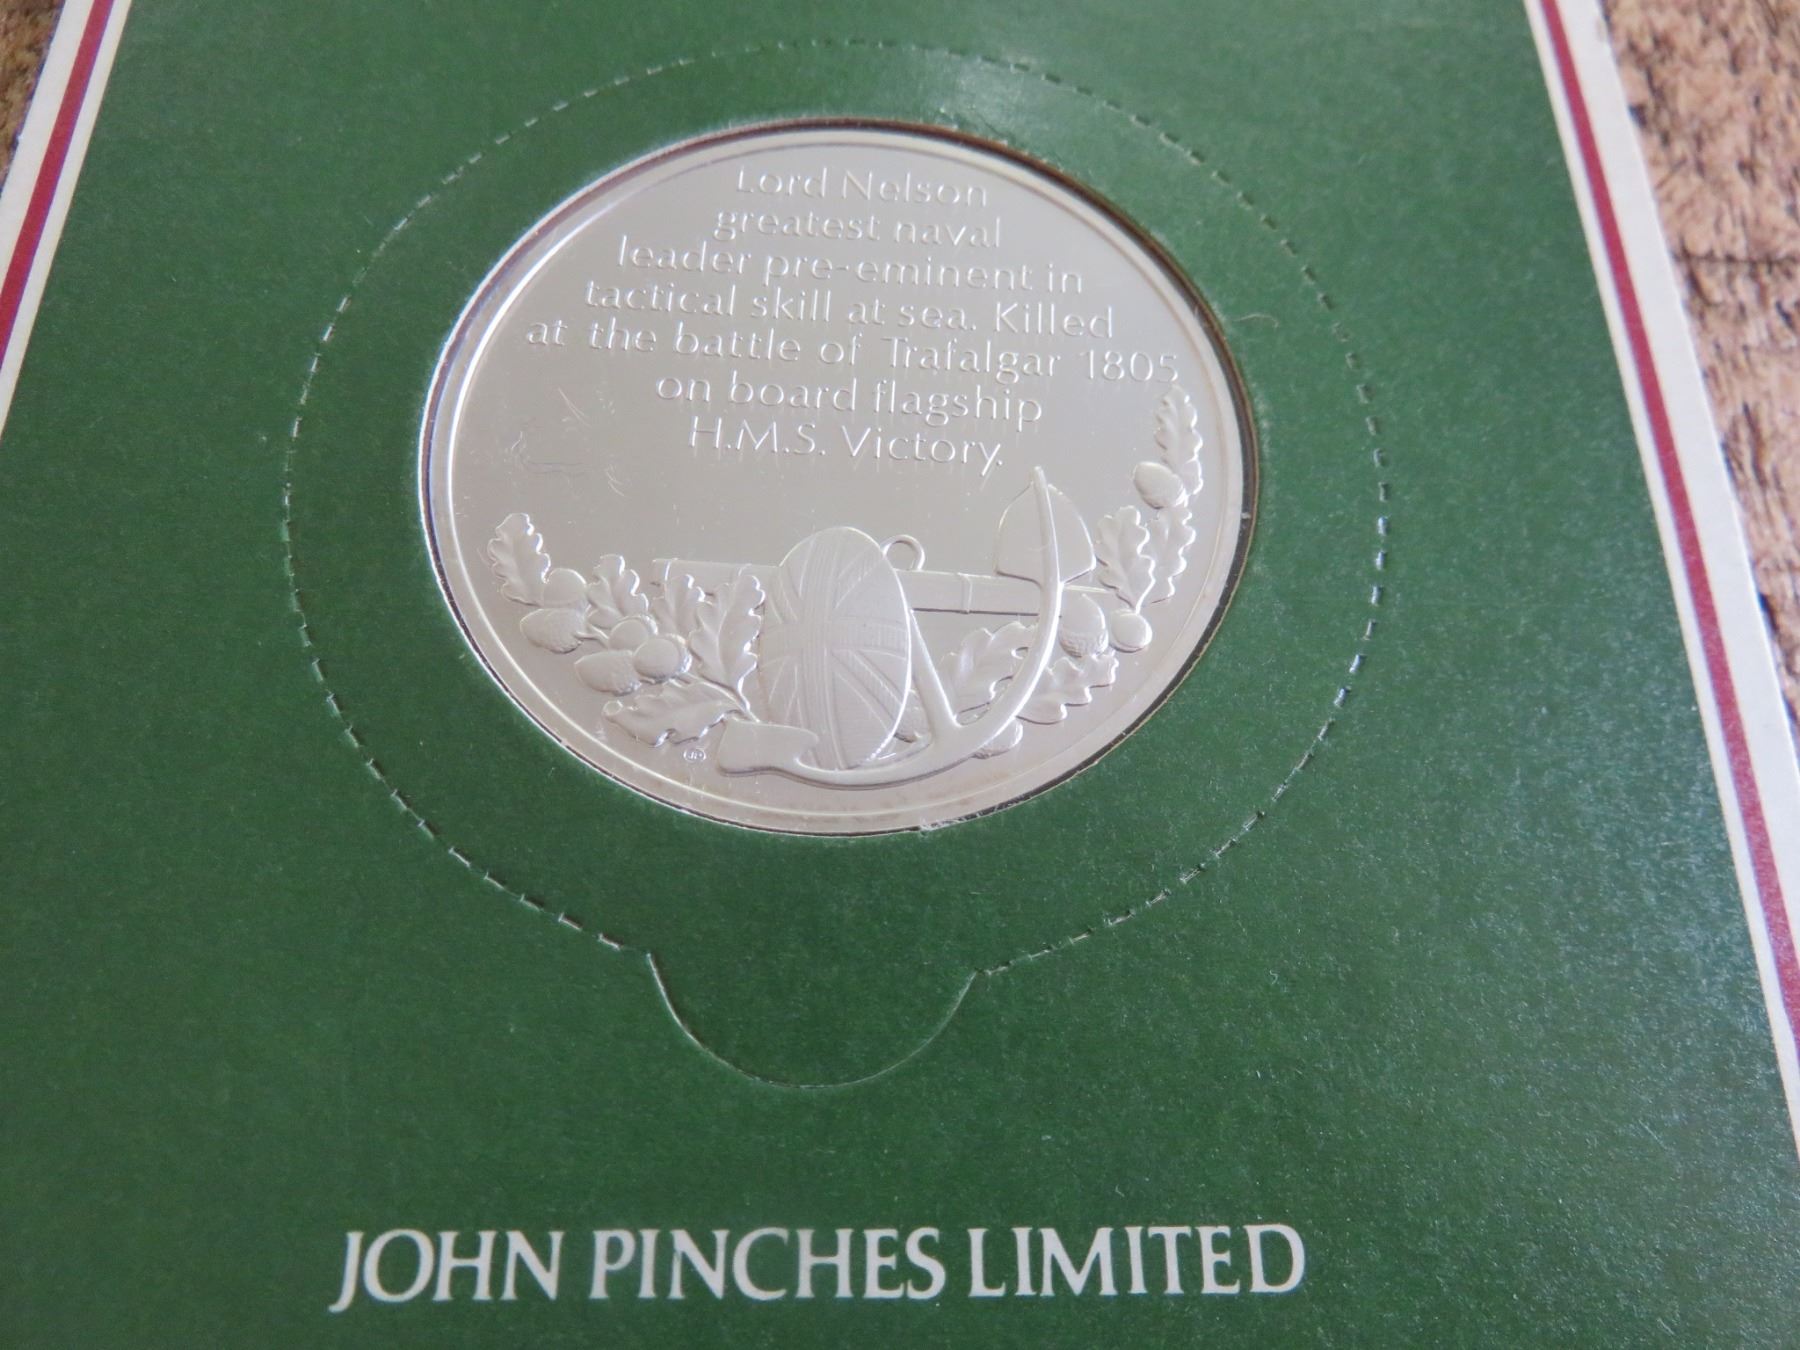 Lord Nelson
greatest naval
leader pre-eminent in
tactical skill at sea. Killed
at the battle of Trafalgar 1805
on board flagship
H.M.S. Victory.
JP
JOHN PINCHES LIMITED